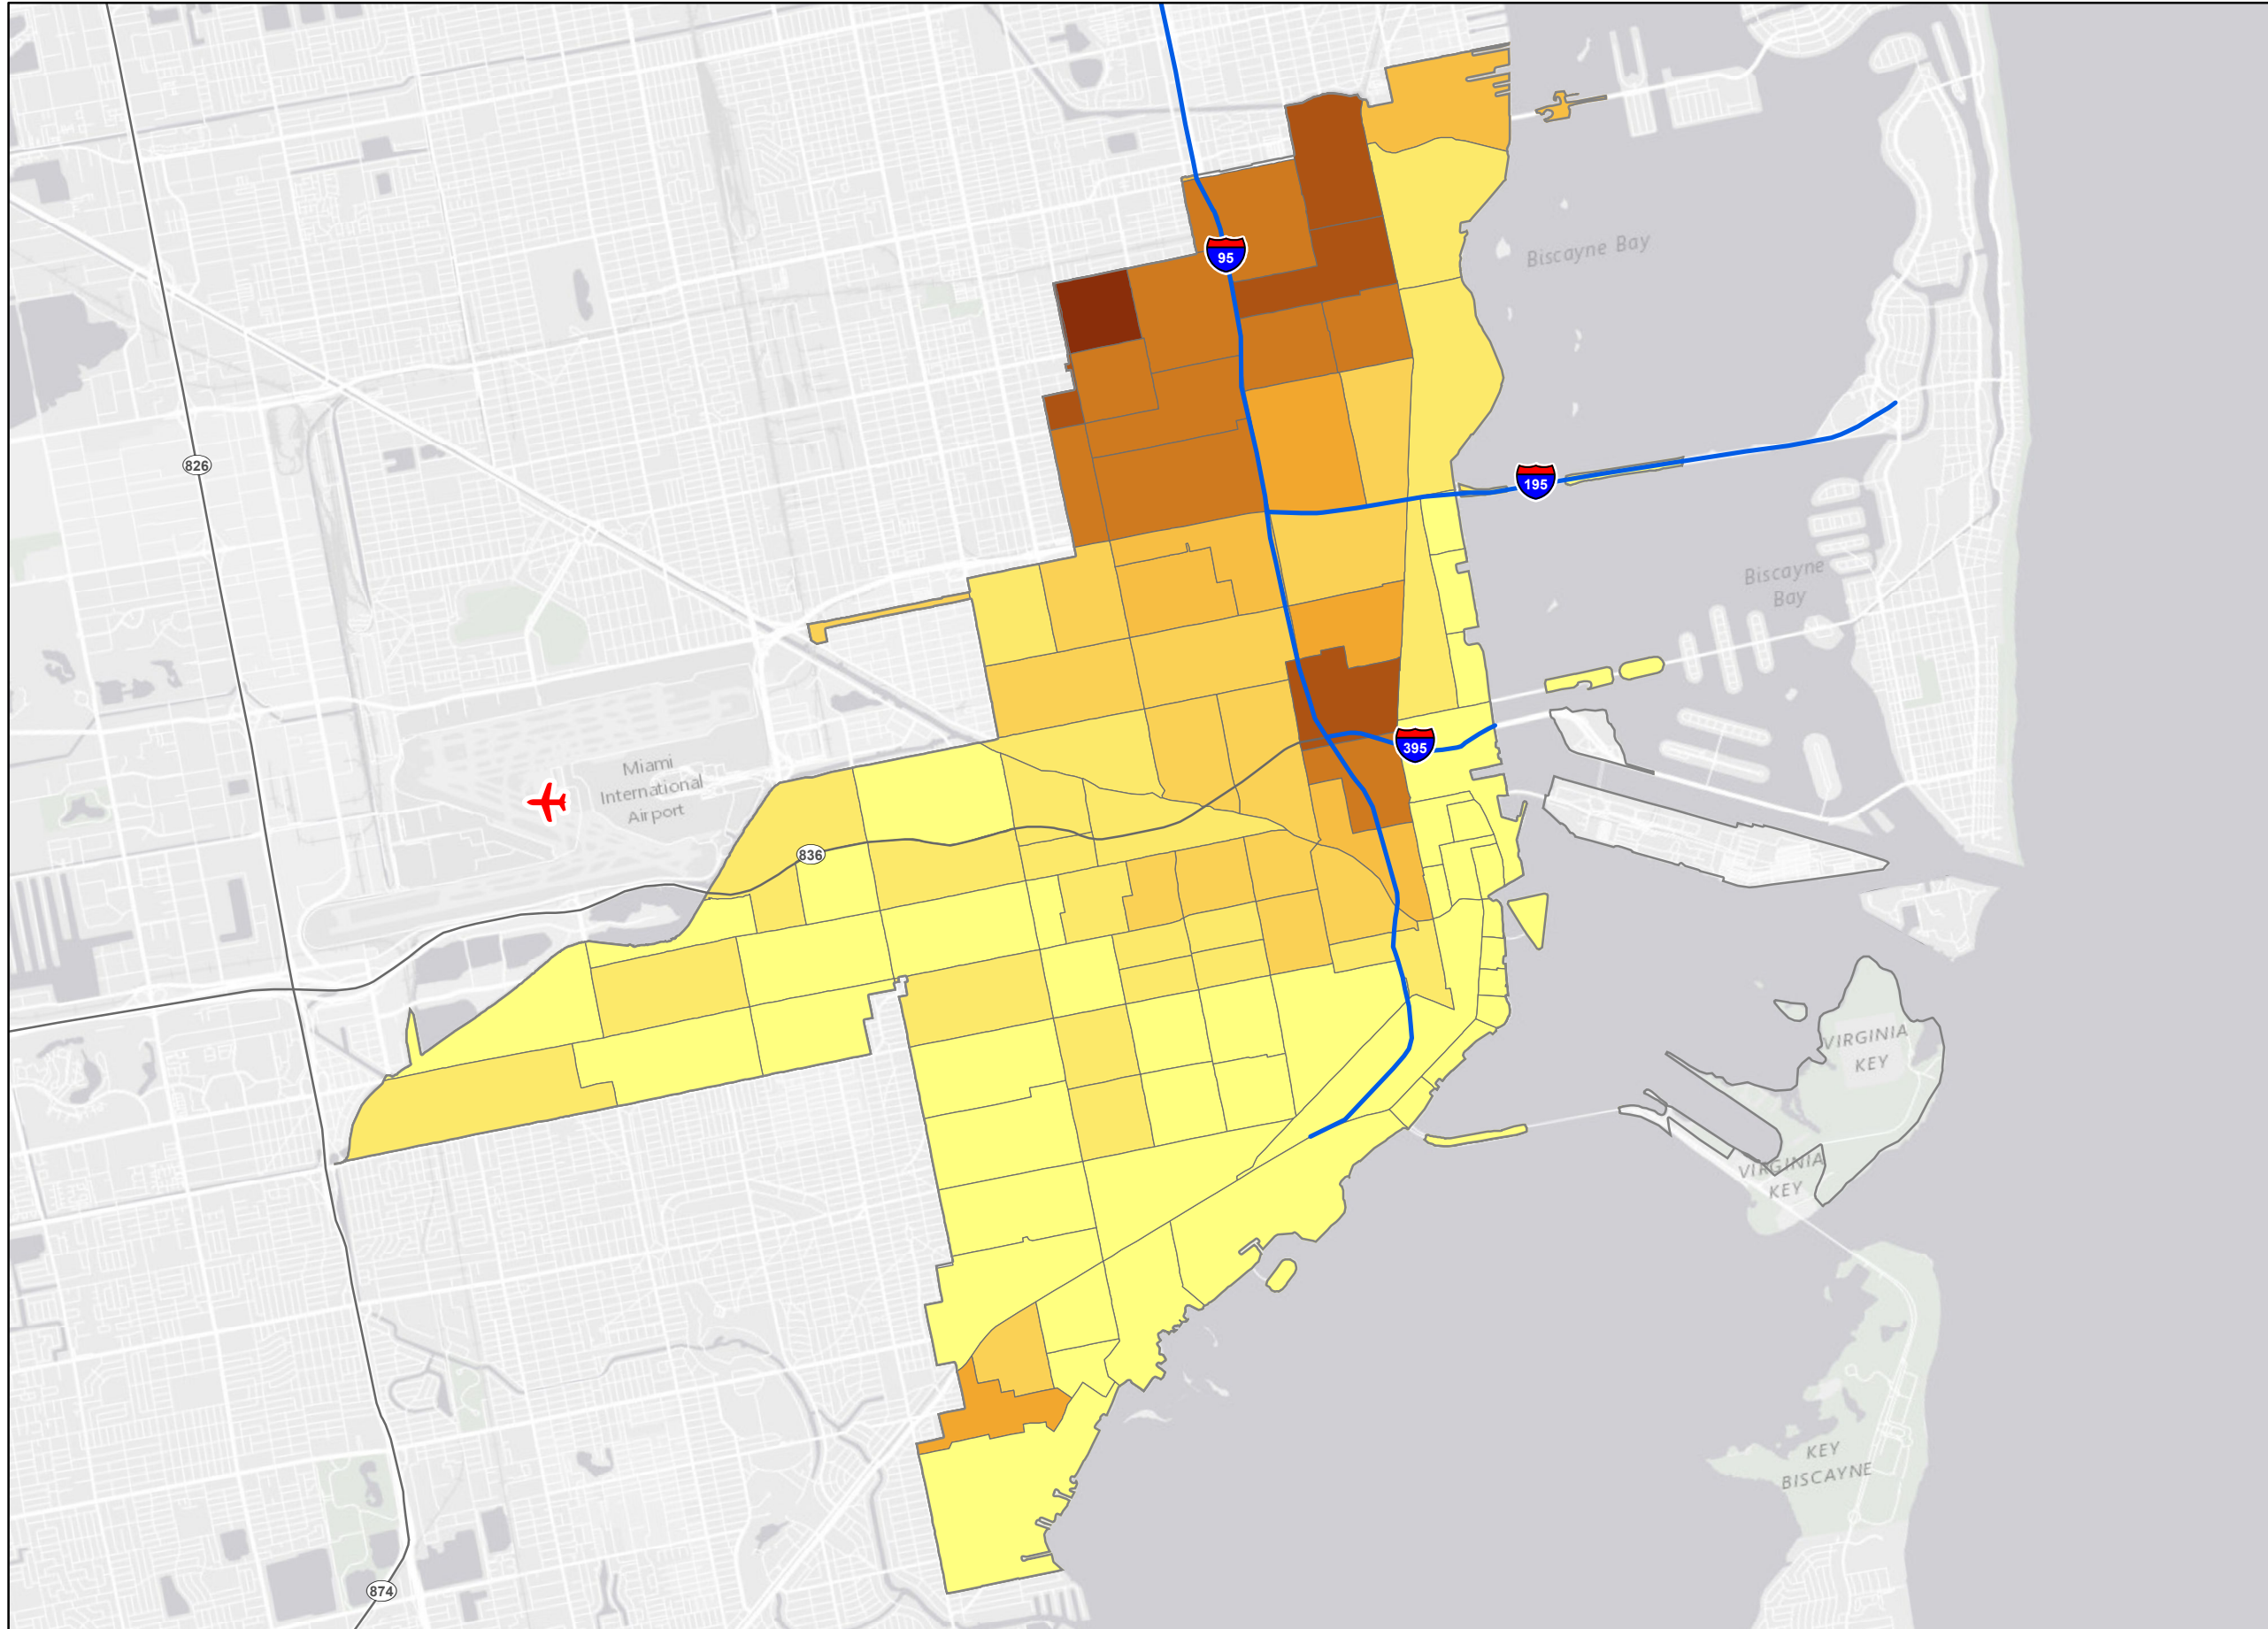 95
Biscayne Bay
826
195
Biscayne
Bay
395
Miami
International
Airport
836
VIRGINIA
KEY
VIRGINIA
KEY
KEY
BISCAYNE
874